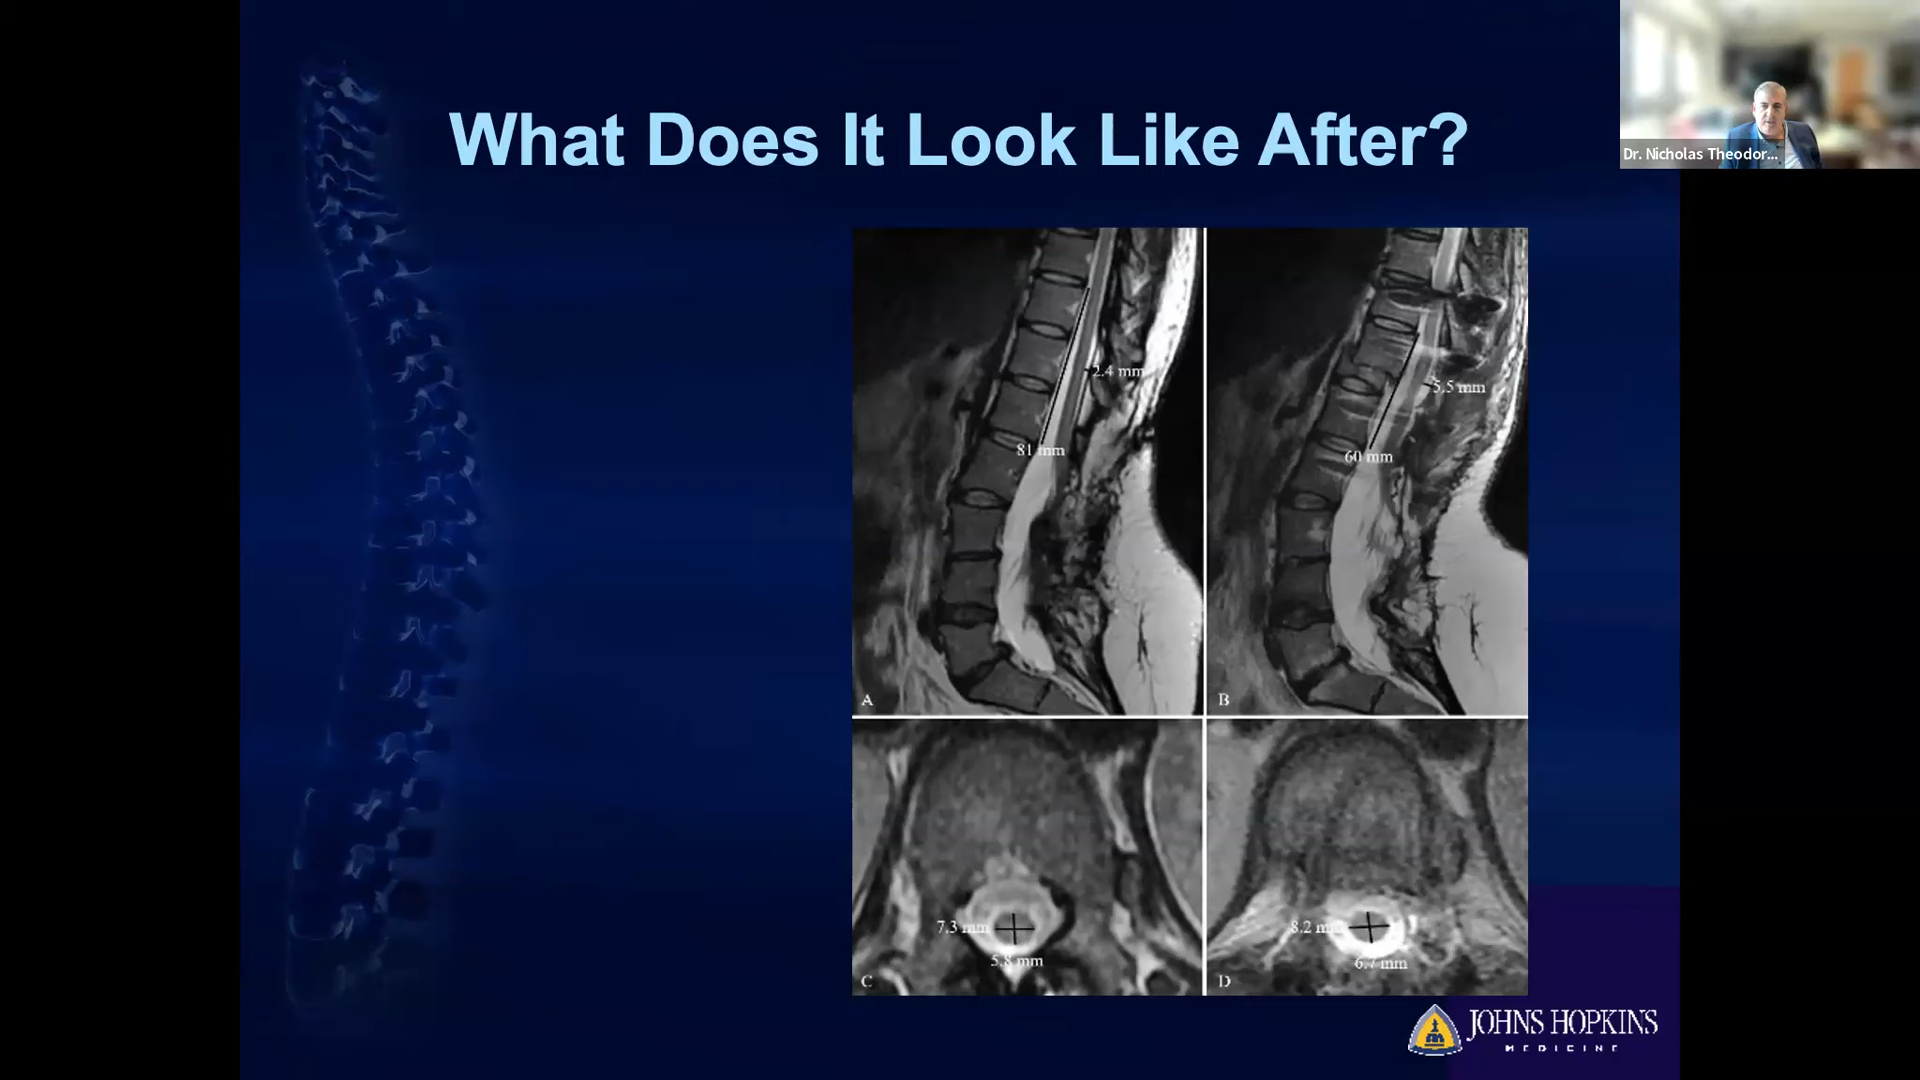 What Does It Look Like After?
Dr. Nicholas Theodor...
2.4 mm
81 mm
A
5.5 mm
60 mm
B
7.3 mm
5.8 mm
C
8.2 mm
6.7 mm
D
JOHNS HOPKINS
MEDICINE